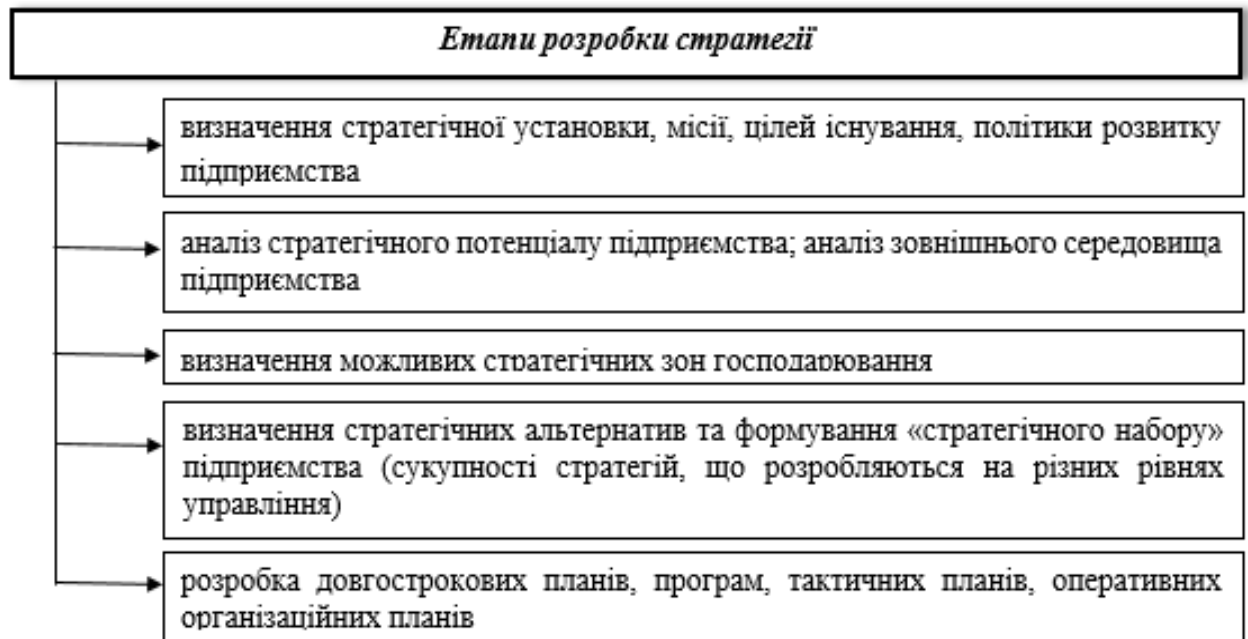 Етапи розробки стратегії
визначення стратегічної установки, місії, цілей існування, політики розвитку
підприємства
аналіз стратегічного потенціалу підприємства; аналіз зовнішнього середовища
підприємства
визначення можливих стратегічних зон господарювання
визначення стратегічних альтернатив та формування «стратегічного набору»
підприємства (сукупності стратегій, що розробляються на різних рівнях
управління)
розробка довгострокових планів, програм, тактичних планів, оперативних
організаційних планів